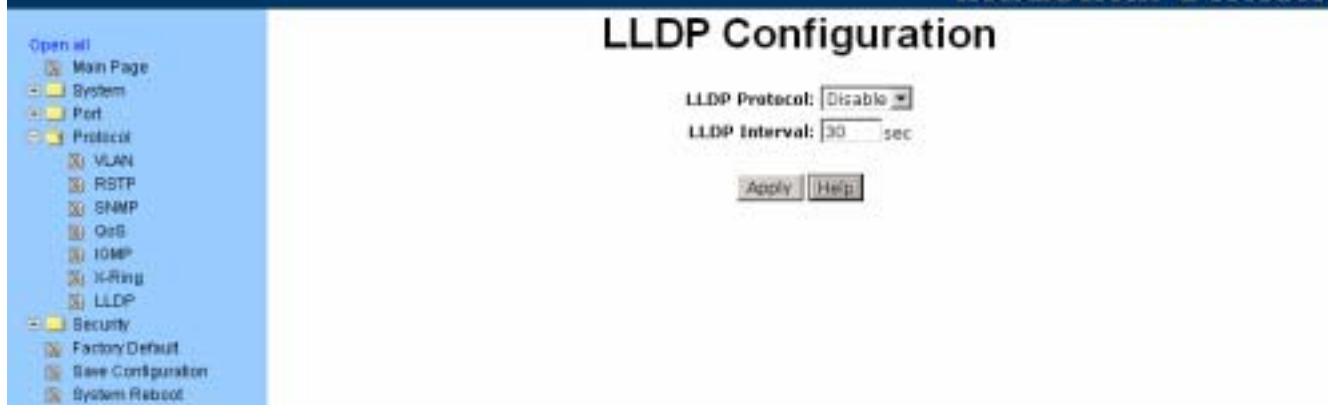 LLDP Configuration
Open all
Main Page
System
Port
Protocol
VLAN
RSTP
SNMP
QoS
IGMP
X-Ring
LLDP
Security
Factory Default
Save Configuration
System Reboot
LLDP Protocol: Disable
LLDP Interval: 30 sec
Apply Help